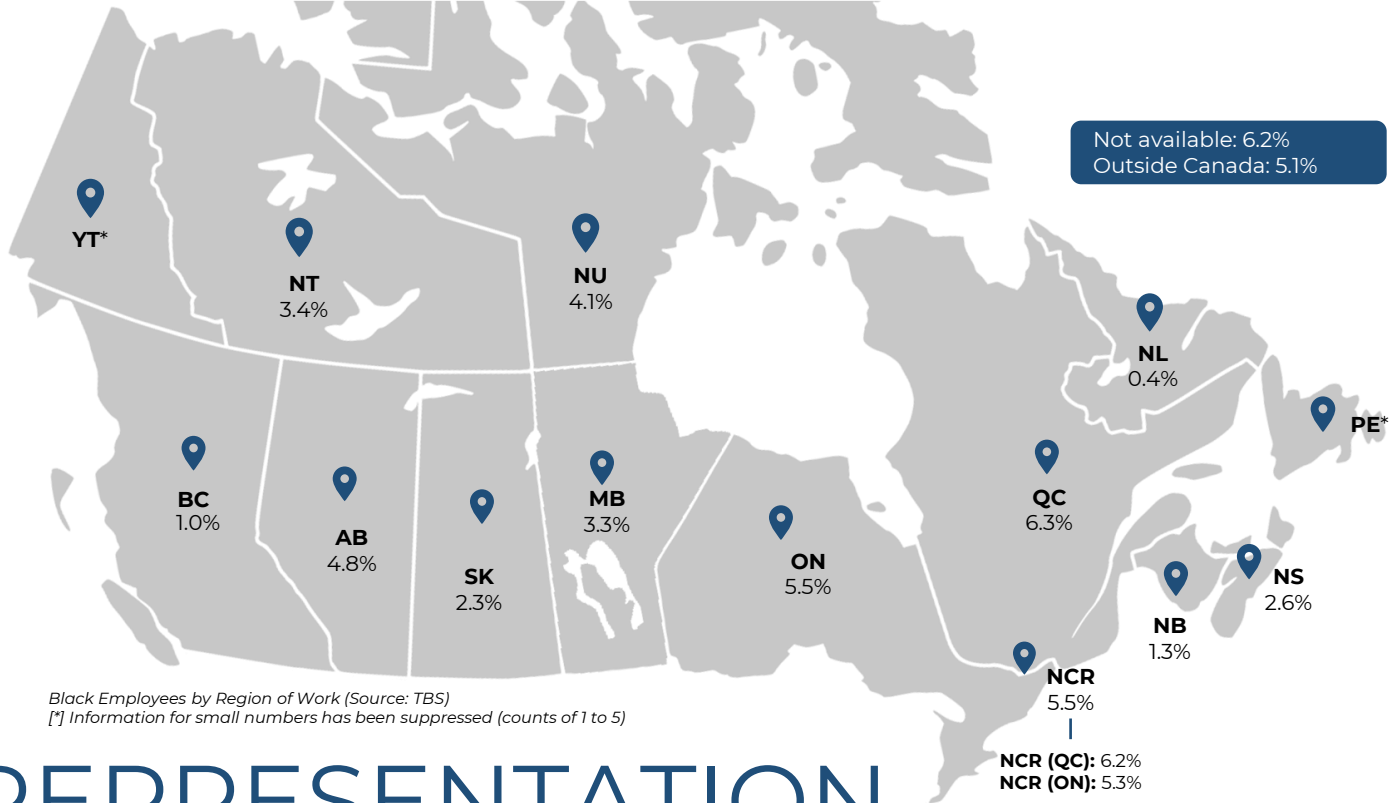 Not available: 6.2%
Outside Canada: 5.1%
YT*
NT
3.4%
NU
4.1%
NL
0.4%
PE*
BC
1.0%
AB
4.8%
SK
2.3%
MB
3.3%
ON
5.5%
QC
6.3%
NS
2.6%
NB
1.3%
NCR
5.5%
NCR (QC): 6.2%
NCR (ON): 5.3%
Black Employees by Region of Work (Source: TBS)
[*] Information for small numbers has been suppressed (counts of 1 to 5)
REPRESENTATION